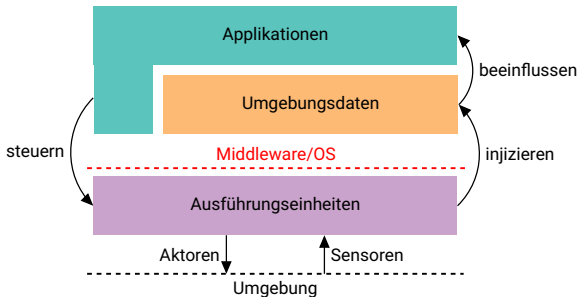 Applikationen
beeinflussen
Umgebungsdaten
steuern
Middleware/OS
injizieren
Ausführungseinheiten
Aktoren
Sensoren
Umgebung